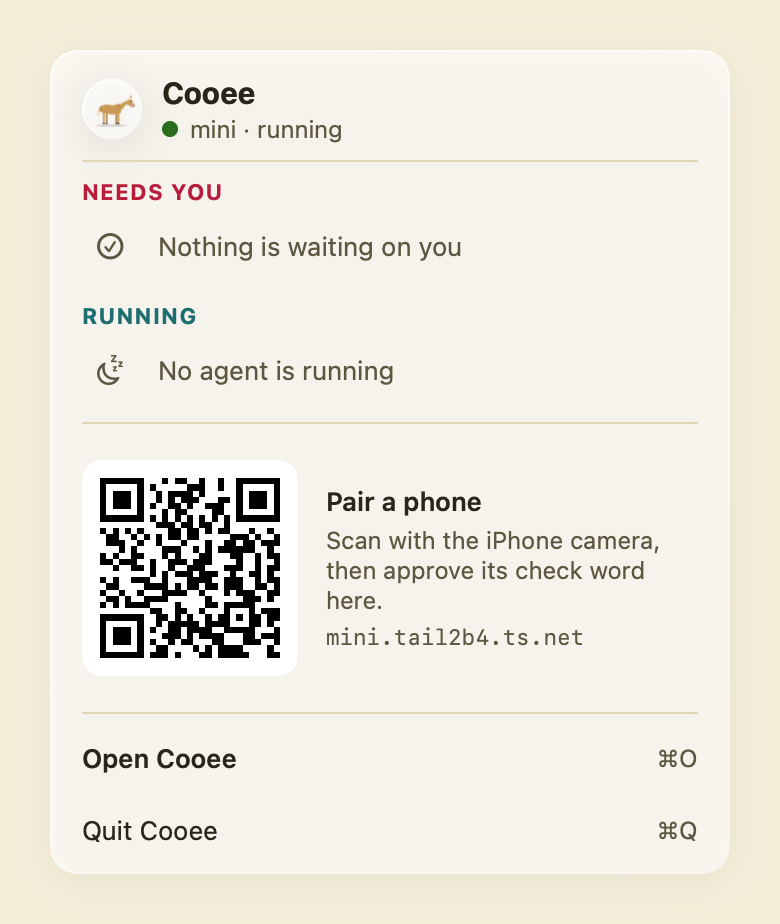 Cooee
mini · running
NEEDS YOU
Nothing is waiting on you
RUNNING
No agent is running
Pair a phone
Scan with the iPhone camera,
then approve its check word
here.
mini.tail2b4.ts.net
Open Cooee ⌘O
Quit Cooee ⌘Q